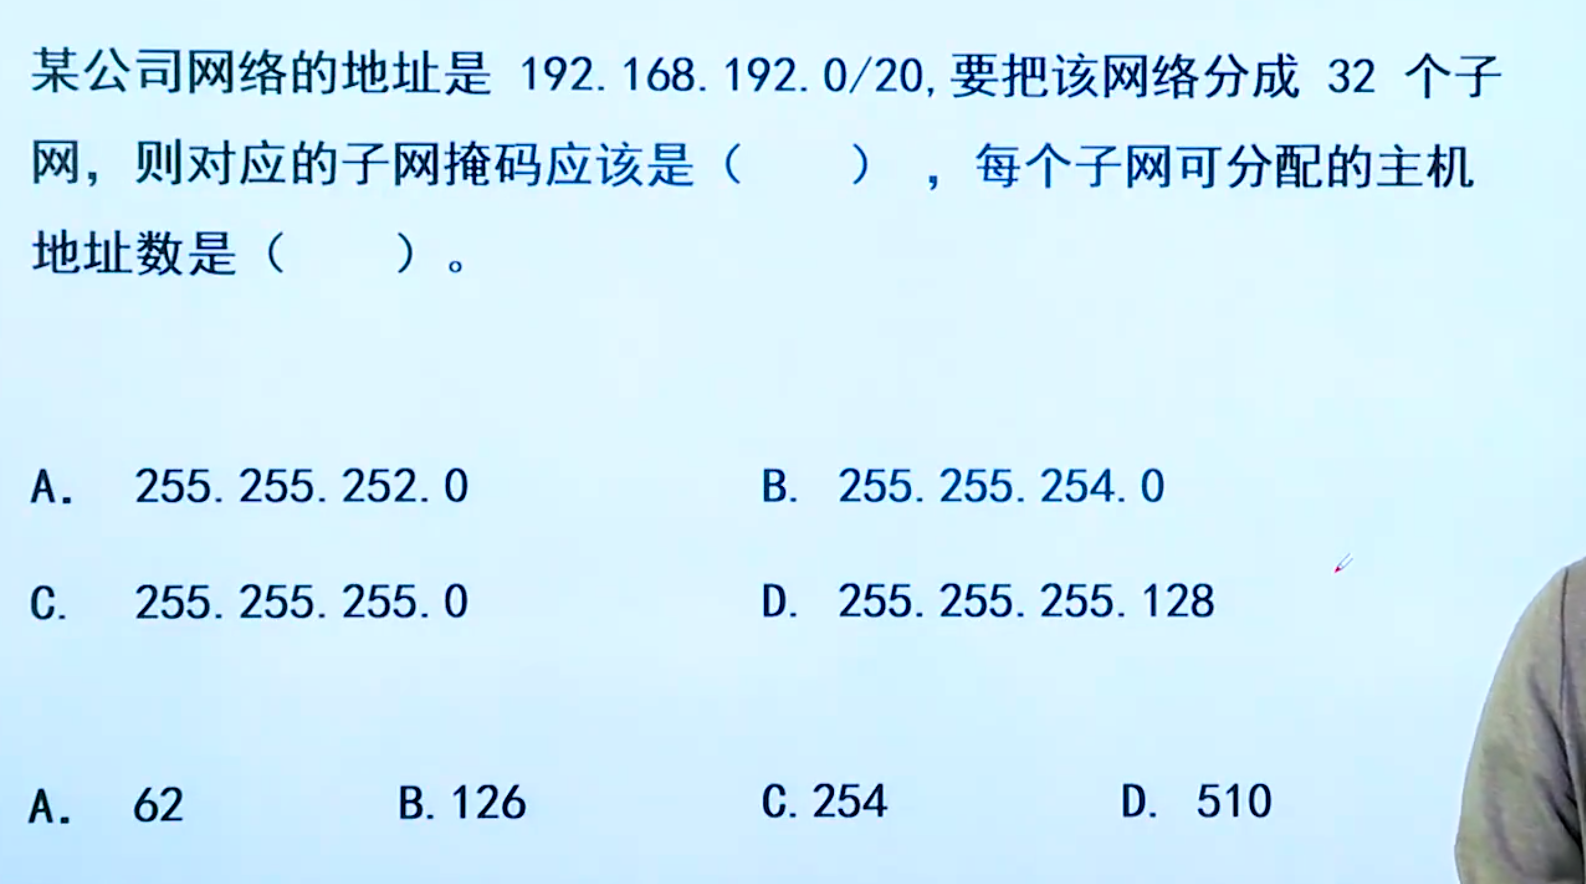 某公司网络的地址是 192.168.192.0/20,要把该网络分成 32 个子
网，则对应的子网掩码应该是（  ），每个子网可分配的主机
地址数是（  ）。
A. 255.255.252.0 B. 255.255.254.0
C. 255.255.255.0 D. 255.255.255.128
A. 62 B.126 C.254 D. 510